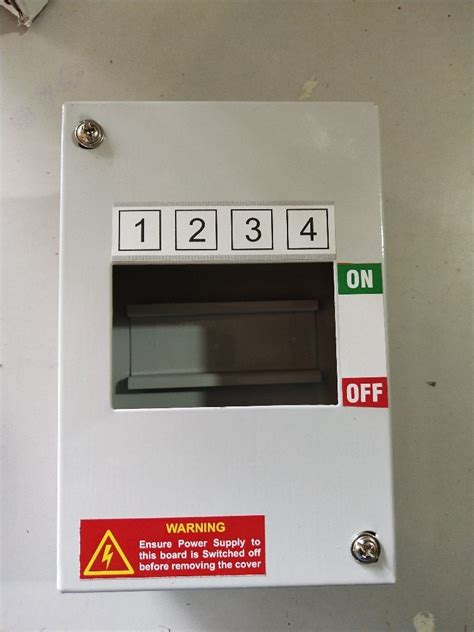 1 2 3 4
ON
OFF
WARNING
Ensure Power Supply to
this board is Switched off
before removing the cover